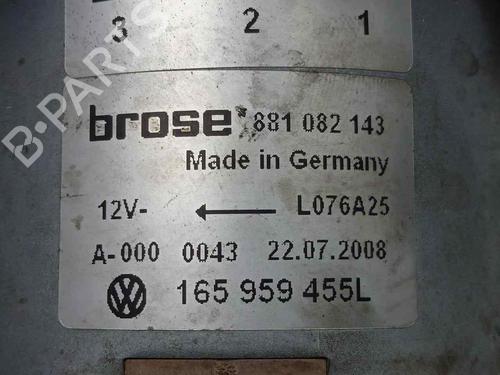 3 2 1
brose 881 082 143
Made in Germany
12V- L076A25
A-000 0043 22.07.2008
165 959 455L
B-PARTS